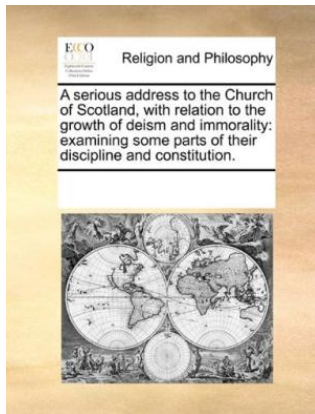 ECCO
Religion and Philosophy
A serious address to the Church
of Scotland, with relation to the
growth of deism and immorality:
examining some parts of their
discipline and constitution.